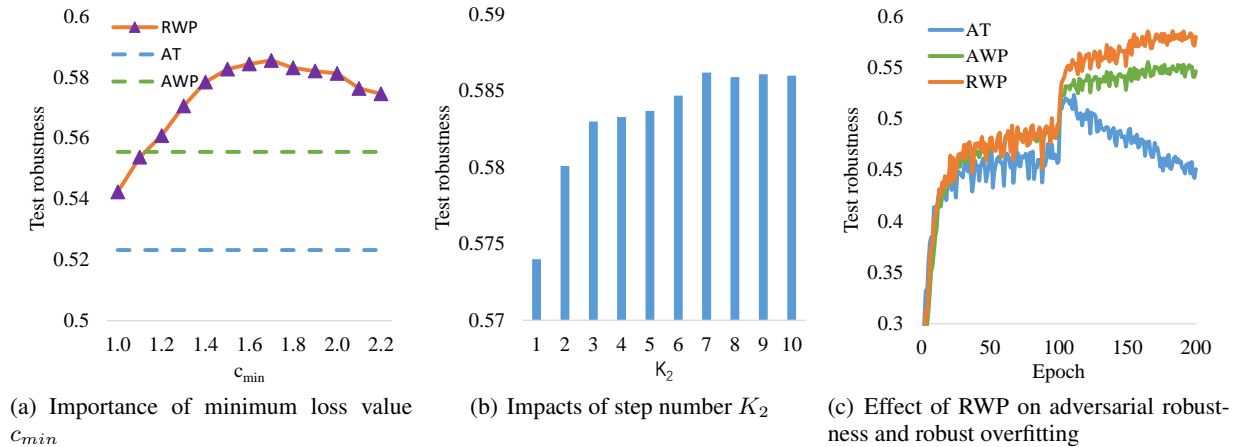 0.6
0.58
0.56
0.54
0.52
0.5
Test robustness
RWP
AT
AWP
1.0 1.2 1.4 1.6 1.8 2.0 2.2
c_min
(a) Importance of minimum loss value
c_min
0.59
0.585
0.58
0.575
0.57
Test robustness
1 2 3 4 5 6 7 8 9 10
K_2
(b) Impacts of step number K_2
0.6
0.55
0.5
0.45
0.4
0.35
0.3
Test robustness
AT
AWP
RWP
0 50 100 150 200
Epoch
(c) Effect of RWP on adversarial robust-
ness and robust overfitting